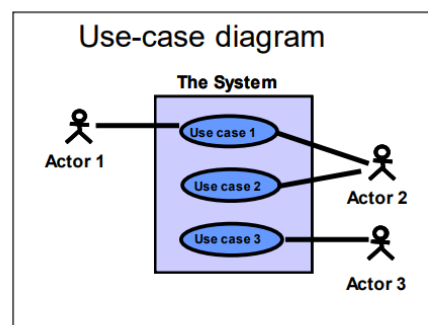 Use-case diagram
The System
Use case 1
Actor 1
Use case 2
Actor 2
Use case 3
Actor 3